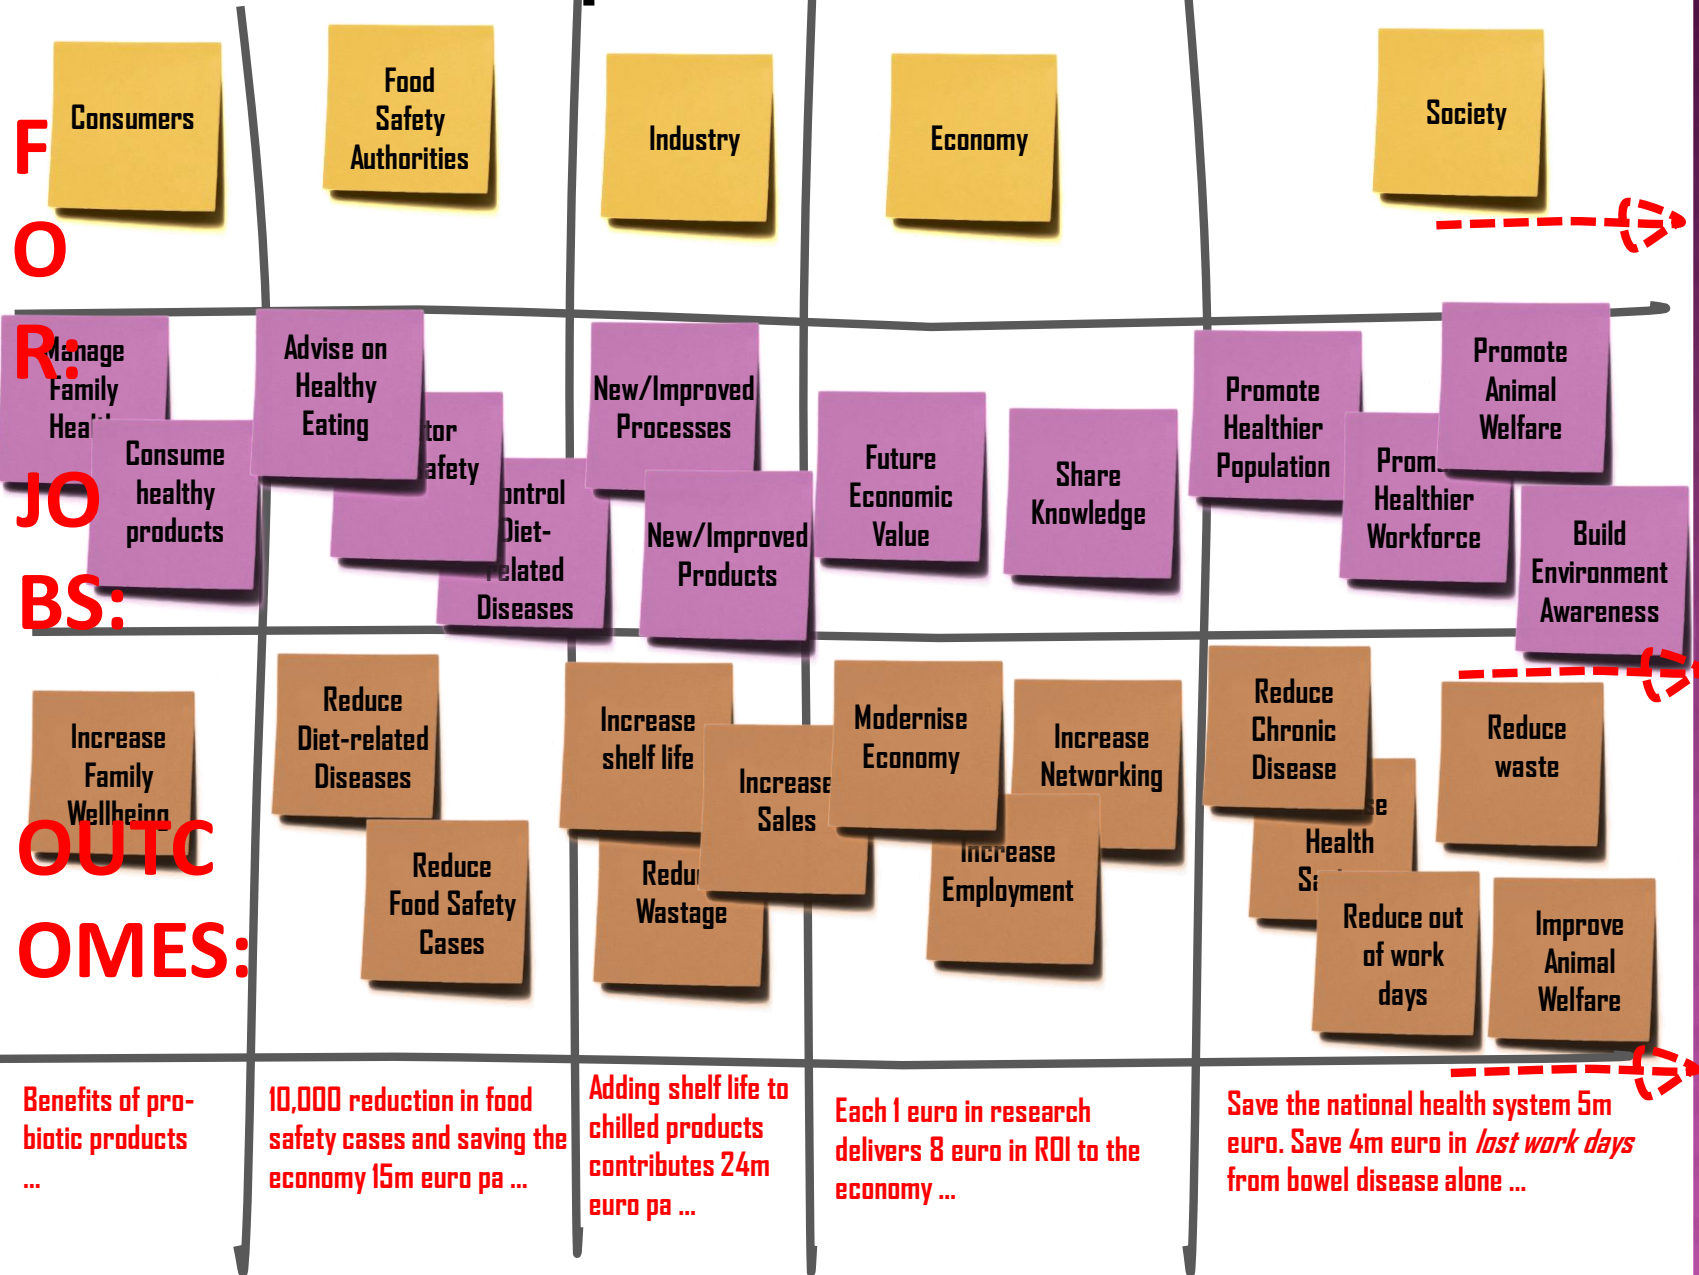 FOR:
Consumers
Food
Safety
Authorities
Industry
Economy
Society
JOBS:
Manage
Family
Consume
healthy
products
Advise on
Healthy
Eating
Diseases
New/Improved
Processes
New/Improved
Products
Future
Economic
Value
Share
Knowledge
Promote
Healthier
Population
Healthier
Workforce
Promote
Animal
Welfare
Build
Environment
Awareness
OUTCOMES:
Increase
Family
Wellbeing
Reduce
Diet-related
Diseases
Reduce
Food Safety
Cases
Increase
shelf life
Increase
Sales
Wastage
Modernise
Economy
Increase
Networking
Increase
Employment
Reduce
Chronic
Disease
Health
Reduce out
of work
days
Reduce
waste
Improve
Animal
Welfare
Benefits of pro-
biotic products
...
10,000 reduction in food
safety cases and saving the
economy 15m euro pa ...
Adding shelf life to
chilled products
contributes 24m
euro pa ...
Each 1 euro in research
delivers 8 euro in ROI to the
economy ...
Save the national health system 5m
euro. Save 4m euro in lost work days
from bowel disease alone ...